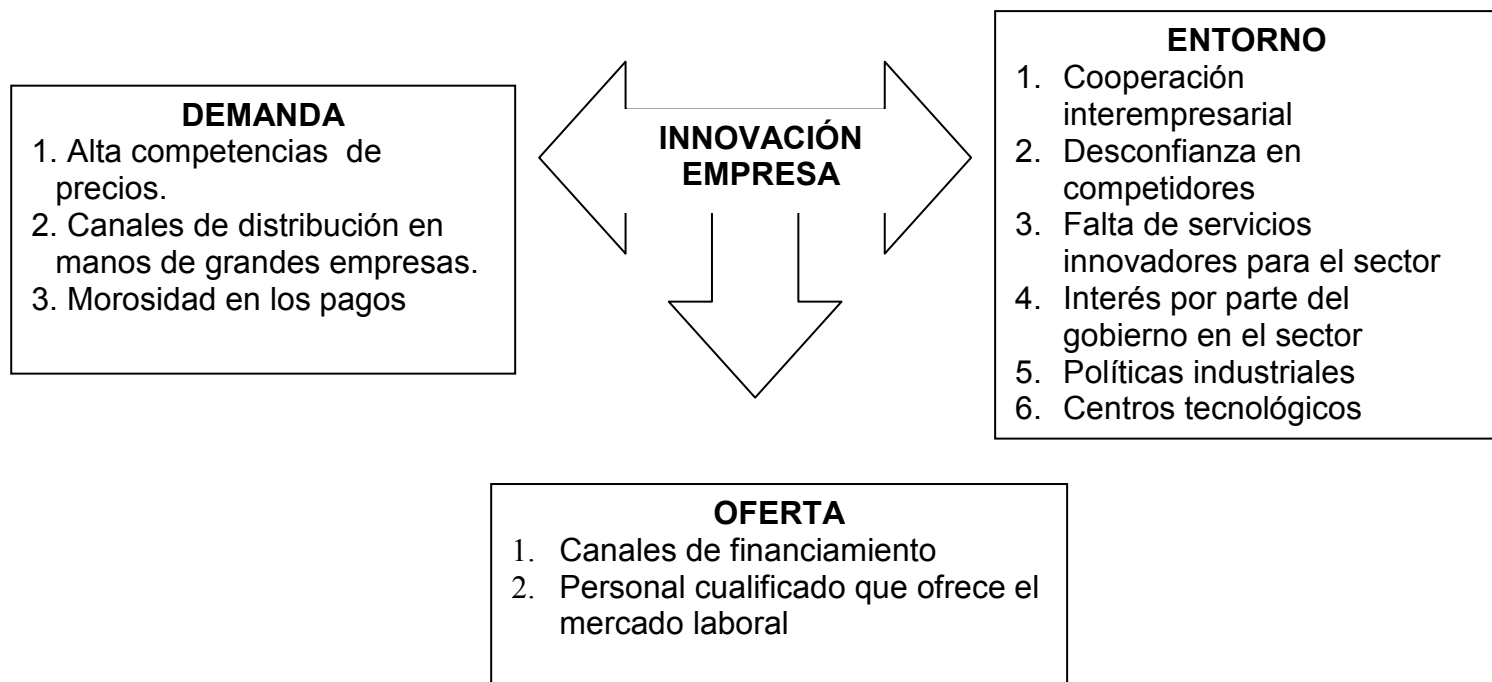 DEMANDA
1. Alta competencias  de
precios.
2. Canales de distribución en
manos de grandes empresas.
3. Morosidad en los pagos
INNOVACIÓN
EMPRESA
ENTORNO
1. Cooperación
interempresarial
2. Desconfianza en
competidores
3. Falta de servicios
innovadores para el sector
4. Interés por parte del
gobierno en el sector
5. Políticas industriales
6. Centros tecnológicos
OFERTA
1. Canales de financiamiento
2. Personal cualificado que ofrece el
mercado laboral